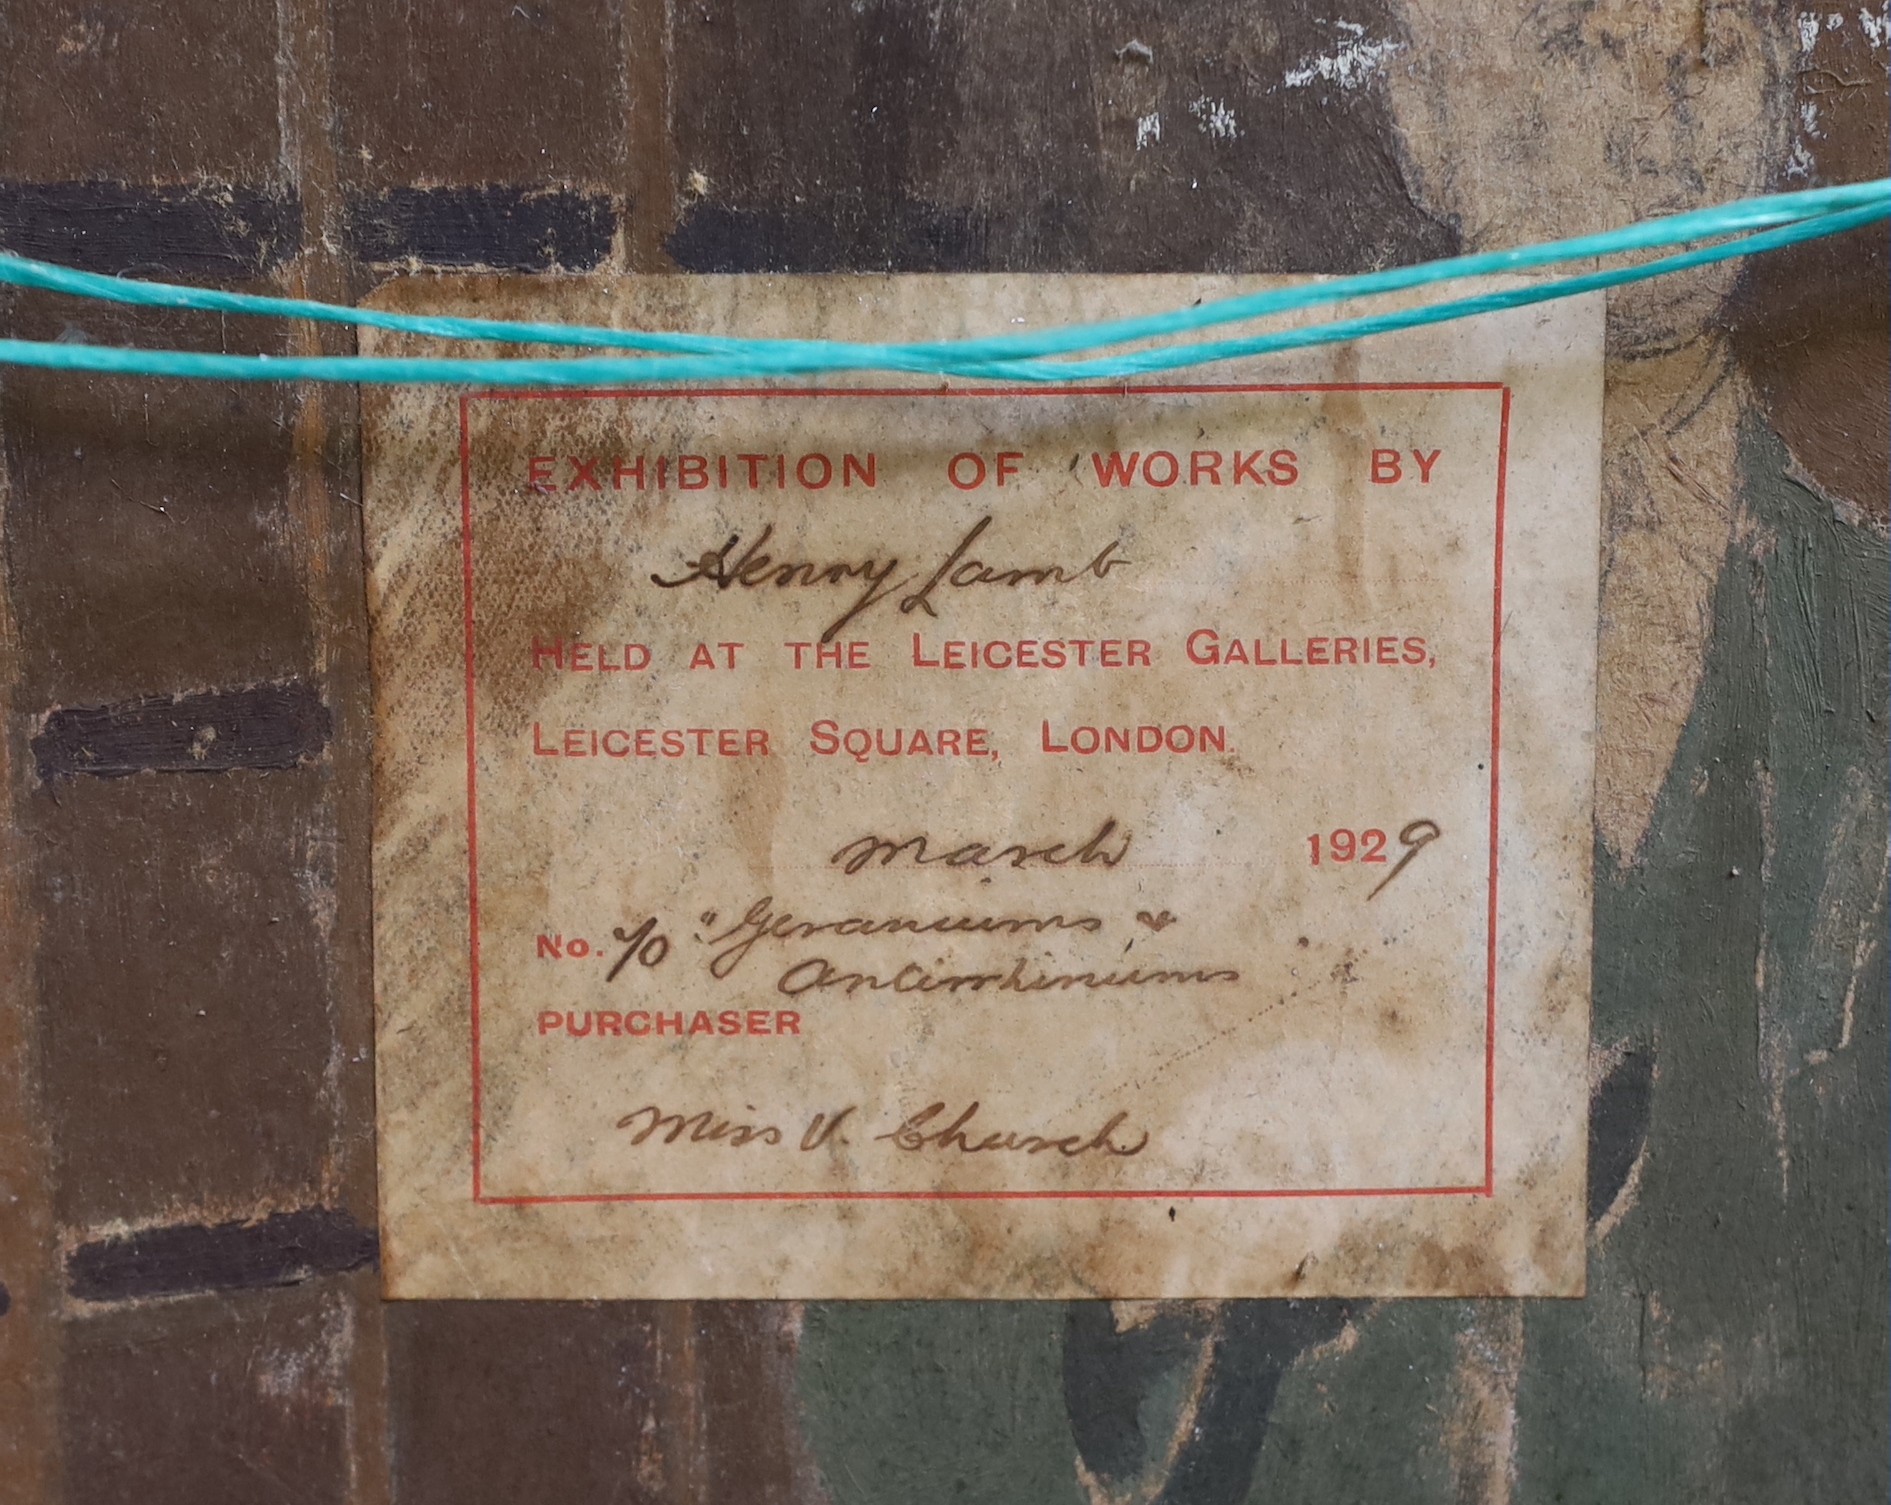 EXHIBITION OF WORKS BY
Henry Lamb
HELD AT THE LEICESTER GALLERIES,
LEICESTER SQUARE, LONDON.
March 1929
No. 70 "Geraniums &
Antirrhinums"
PURCHASER
Miss V. Church